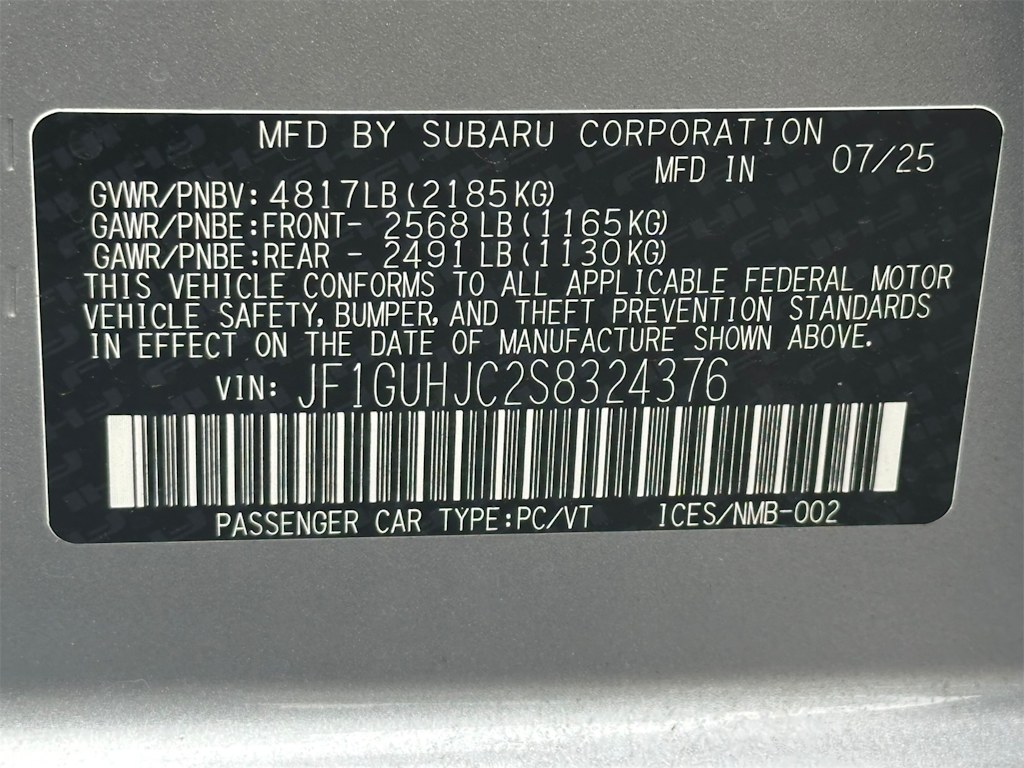 MFD BY SUBARU CORPORATION
MFD IN 07/25
GVWR/PNBV: 4817LB(2185KG)
GAWR/PNBE:FRONT- 2568LB(1165KG)
GAWR/PNBE:REAR - 2491LB(1130KG)
THIS VEHICLE CONFORMS TO ALL APPLICABLE FEDERAL MOTOR
VEHICLE SAFETY, BUMPER, AND THEFT PREVENTION STANDARDS
IN EFFECT ON THE DATE OF MANUFACTURE SHOWN ABOVE.
VIN: JF1GUHJC2S8324376
PASSENGER CAR TYPE:PC/VT ICES/NMB-002